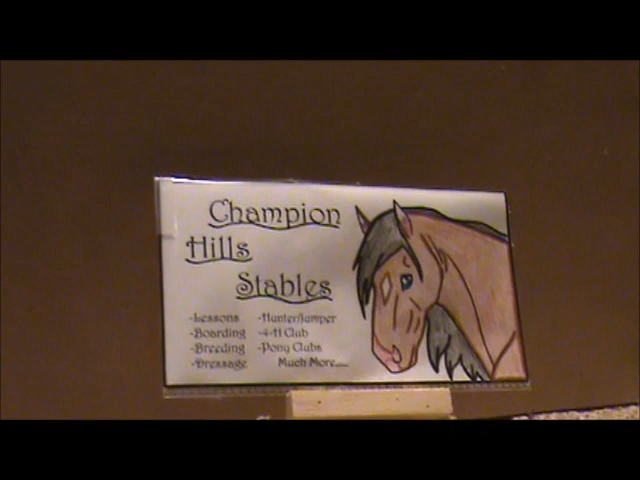 Champion
Hills
Stables
-Lessons -Hunter/Jumper
-Boarding -4-H Club
-Breeding -Pony Clubs
-Dressage Much More.....